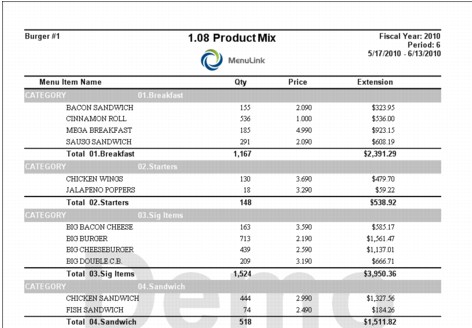 Burger #1 1.08 Product Mix Fiscal Year: 2010
Period: 6
5/17/2010 - 6/13/2010
MenuLink
Menu Item Name Qty Price Extension
CATEGORY 01.Breakfast
BACON SANDWICH 155 2.090 $323.95
CINNAMON ROLL 536 1.000 $536.00
MEGA BREAKFAST 185 4.990 $923.15
SAUSG SANDWICH 291 2.090 $608.19
Total 01.Breakfast 1,167 $2,391.29
CATEGORY 02.Starters
CHICKEN WINGS 130 3.690 $479.70
JALAPENO POPPERS 18 3.290 $59.22
Total 02.Starters 148 $538.92
CATEGORY 03.Sig Items
BIG BACON CHEESE 163 3.590 $585.17
BIG BURGER 713 2.190 $1,561.47
BIG CHEESEBURGER 439 2.590 $1,137.01
BIG DOUBLE C.B. 209 3.190 $666.71
Total 03.Sig Items 1,524 $3,950.36
CATEGORY 04.Sandwich
CHICKEN SANDWICH 444 2.990 $1,327.56
FISH SANDWICH 74 2.490 $184.26
Total 04.Sandwich 518 $1,511.82
Demo